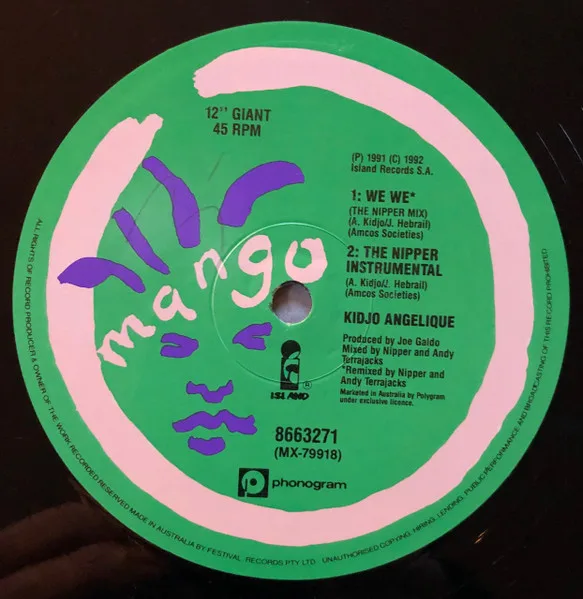 12" GIANT
45 RPM
(P) 1991 (C) 1992
Island Records S.A.
1: WE WE*
(THE NIPPER MIX)
(A. Kidjo/J. Hebrail)
(Amcos Societies)
2: THE NIPPER
INSTRUMENTAL
(A. Kidjo/J. Hebrail)
(Amcos Societies)
KIDJO ANGELIQUE
Produced by Joe Galdo
Mixed by Nipper and Andy
Terrajacks
*Remixed by Nipper and
Andy Terrajacks
Marketed in Australia by Polygram
under exclusive licence.
mango
ISLAND
®
8663271
(MX-79918)
p phonogram
ALL RIGHTS OF RECORD PRODUCER & OWNER OF THE WORK RECORDED RESERVED MADE IN AUSTRALIA BY FESTIVAL RECORDS PTY LTD. UNAUTHORISED COPYING, HIRING, LENDING, PUBLIC PERFORMANCE AND BROADCASTING OF THIS RECORD PROHIBITED